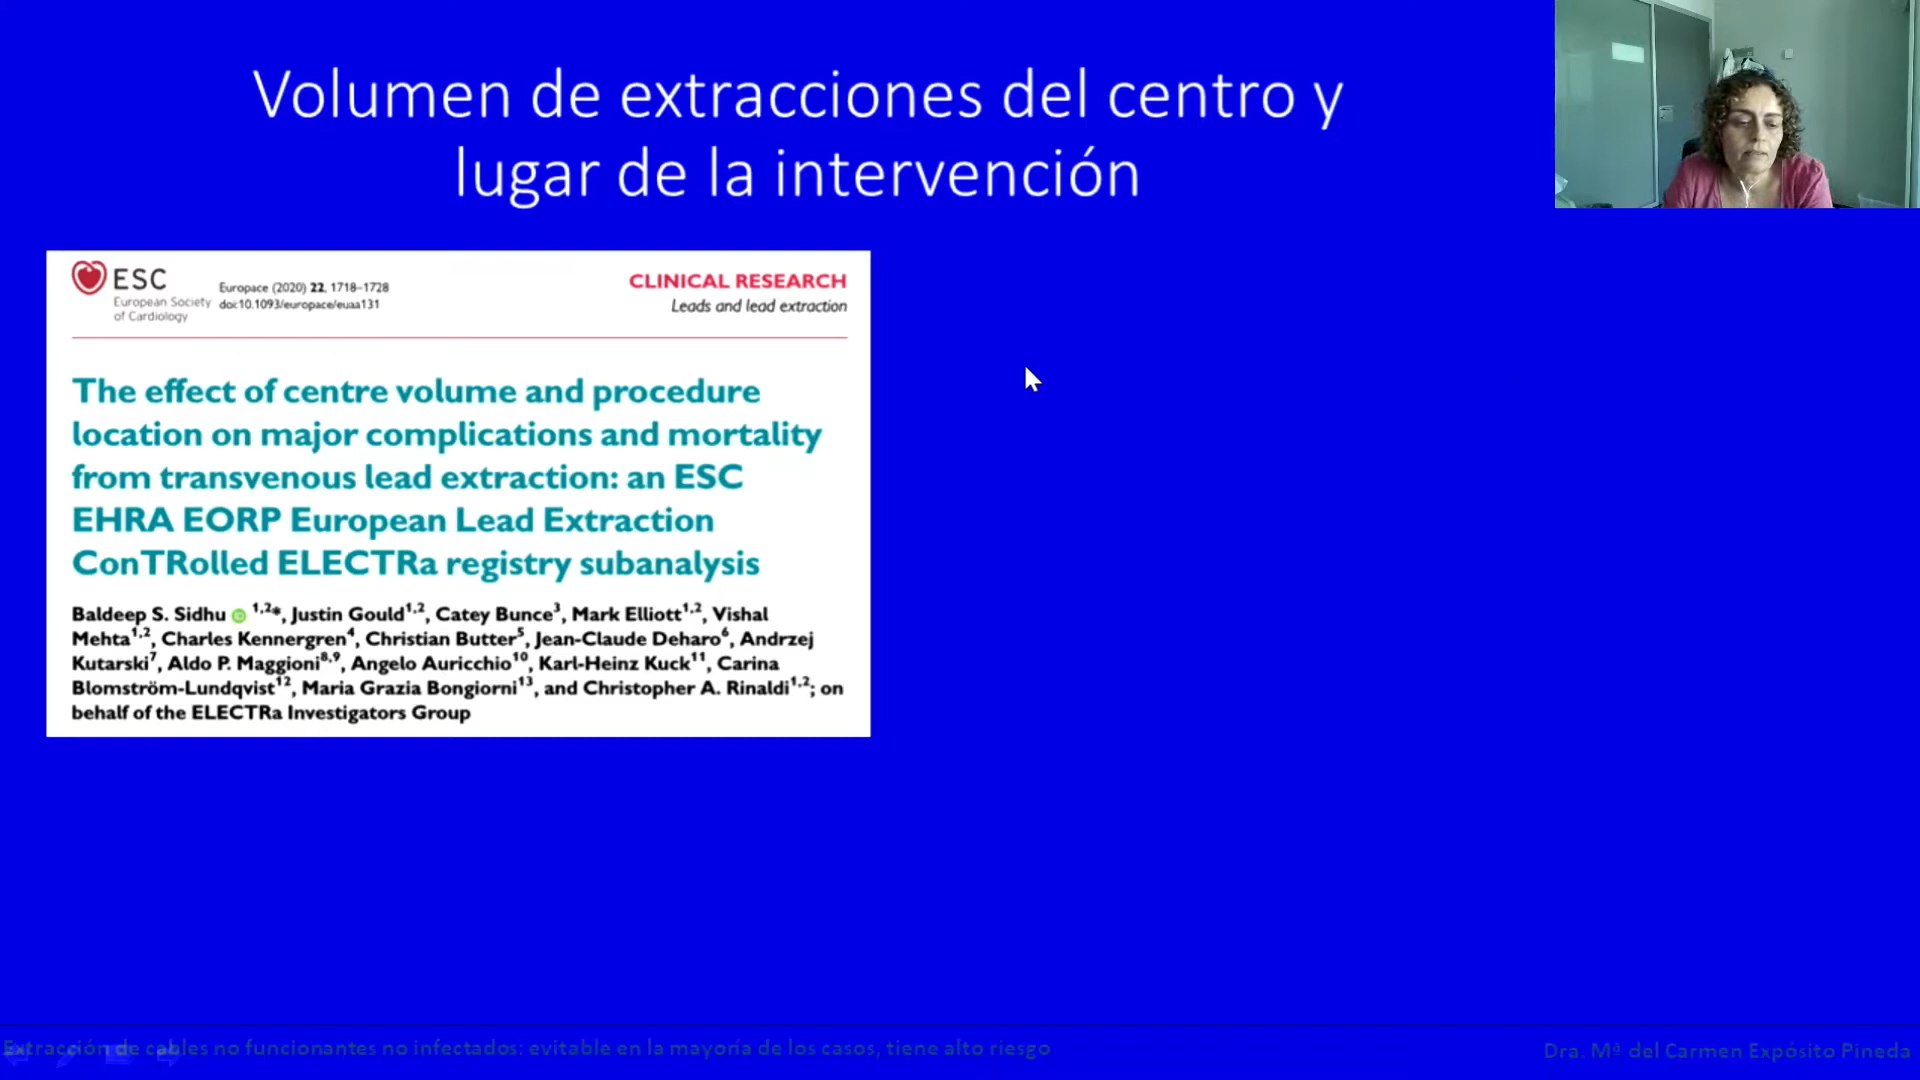 Volumen de extracciones del centro y
lugar de la intervención
ESC
European Society
of Cardiology
Europace (2020) 22, 1718–1728
doi:10.1093/europace/euaa131
CLINICAL RESEARCH
Leads and lead extraction
The effect of centre volume and procedure
location on major complications and mortality
from transvenous lead extraction: an ESC
EHRA EORP European Lead Extraction
ConTRolled ELECTRa registry subanalysis
Baldeep S. Sidhu 1,2*, Justin Gould1,2, Catey Bunce3, Mark Elliott1,2, Vishal
Mehta1,2, Charles Kennergren4, Christian Butter5, Jean-Claude Deharo6, Andrzej
Kutarski7, Aldo P. Maggioni8,9, Angelo Auricchio10, Karl-Heinz Kuck11, Carina
Blomström-Lundqvist12, Maria Grazia Bongiorni13, and Christopher A. Rinaldi1,2; on
behalf of the ELECTRa Investigators Group
Extracción de cables no funcionantes no infectados: evitable en la mayoría de los casos, tiene alto riesgo
Dra. Mª del Carmen Expósito Pineda